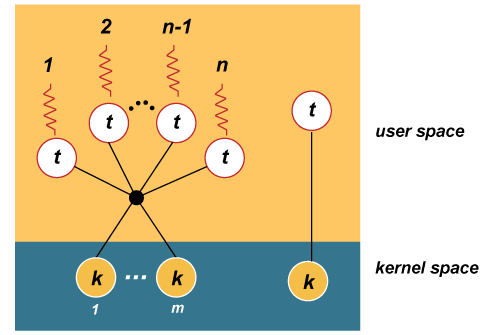 2 n-1
1 n
t t t
t t
user space
k k k
kernel space
1 m